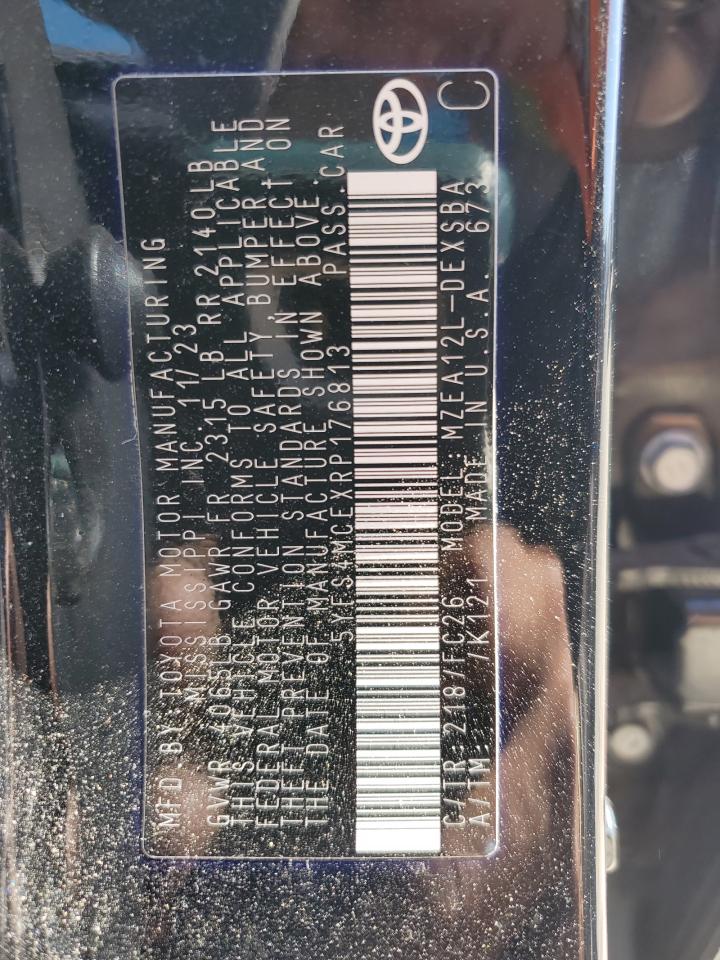 MFD. BY: TOYOTA MOTOR MANUFACTURING
MISSISSIPPI, INC. 11/23
GVWR 4065LB GAWR FR 2315 LB RR 2140LB
THIS VEHICLE CONFORMS TO ALL APPLICABLE
FEDERAL MOTOR VEHICLE SAFETY, BUMPER, AND
THEFT PREVENTION STANDARDS IN EFFECT ON
THE DATE OF MANUFACTURE SHOWN ABOVE.
5YFS4MCEXRP176813 PASS. CAR
C/TR: 218/FC26 MODEL: MZEA12L-DEXSBA
A/TM: /K121 MADE IN U.S.A. 673
C